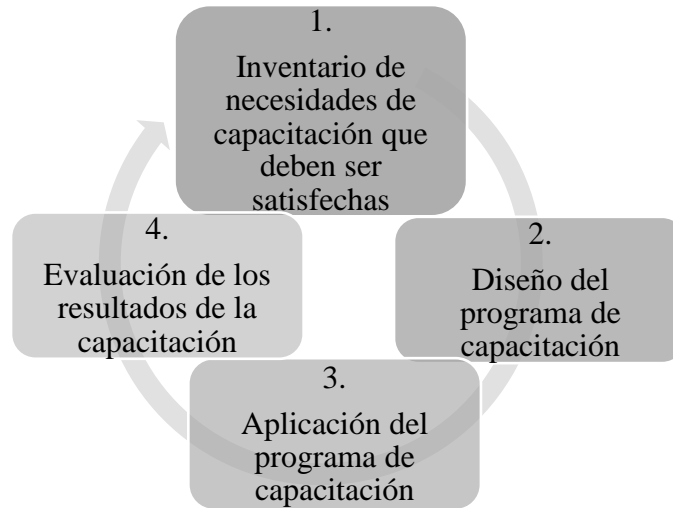 1.
Inventario de
necesidades de
capacitación que
deben ser
satisfechas
2.
Diseño del
programa de
capacitación
3.
Aplicación del
programa de
capacitación
4.
Evaluación de los
resultados de la
capacitación